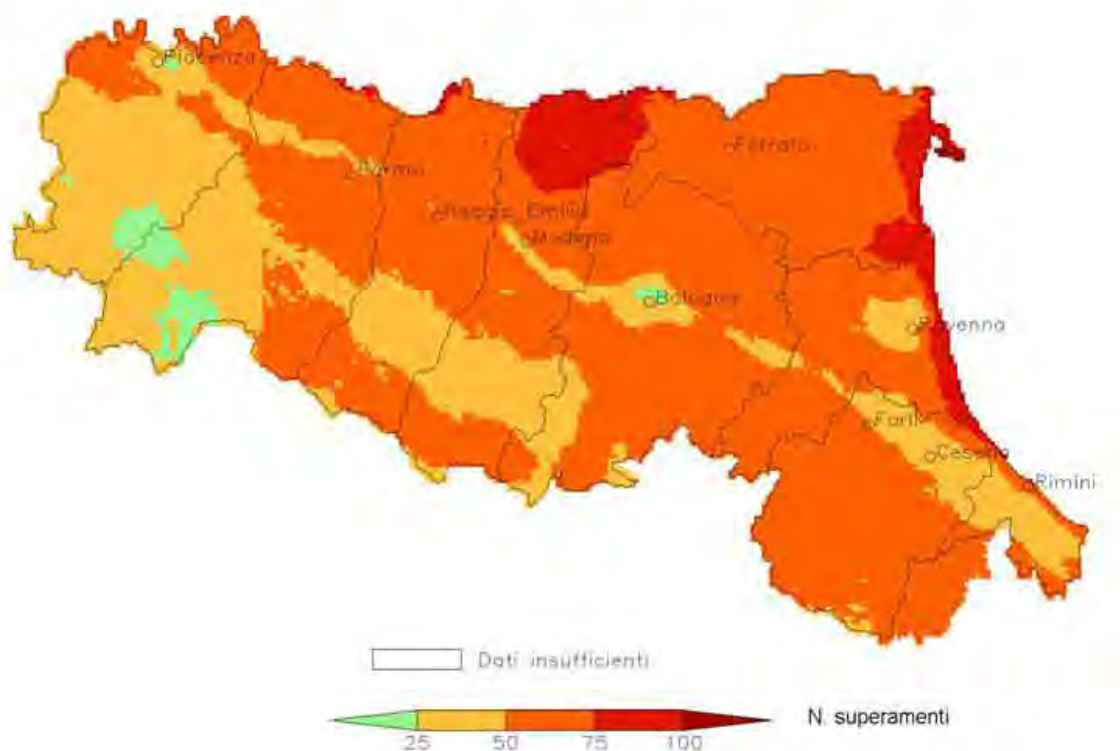 Piacenza
Parma
Ferrara
Reggio Emilia
Modena
Bologna
Ravenna
Forlì
Cesena
Rimini
Dati insufficienti
N. superamenti
25 50 75 100